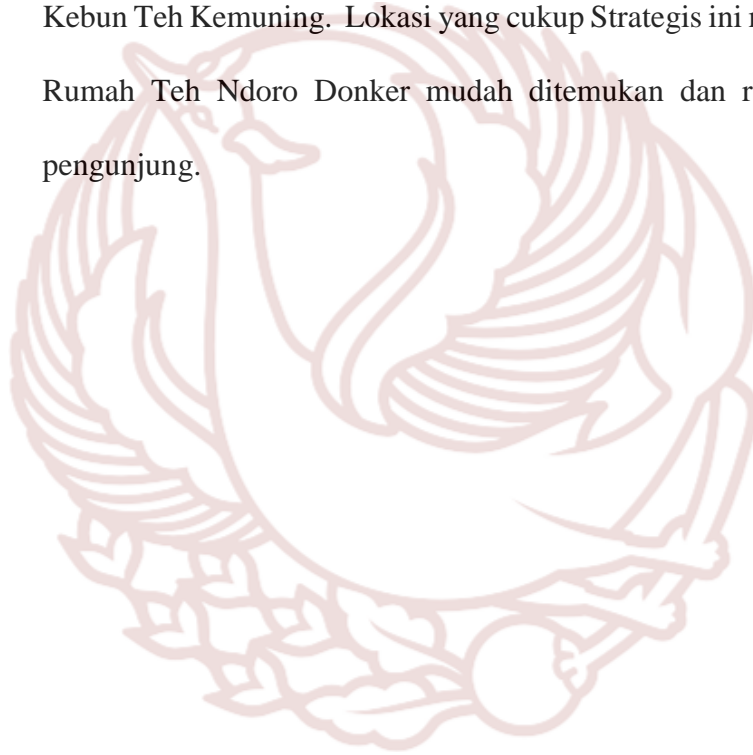 Kebun Teh Kemuning. Lokasi yang cukup Strategis ini
Rumah Teh Ndoro Donker mudah ditemukan dan
pengunjung.